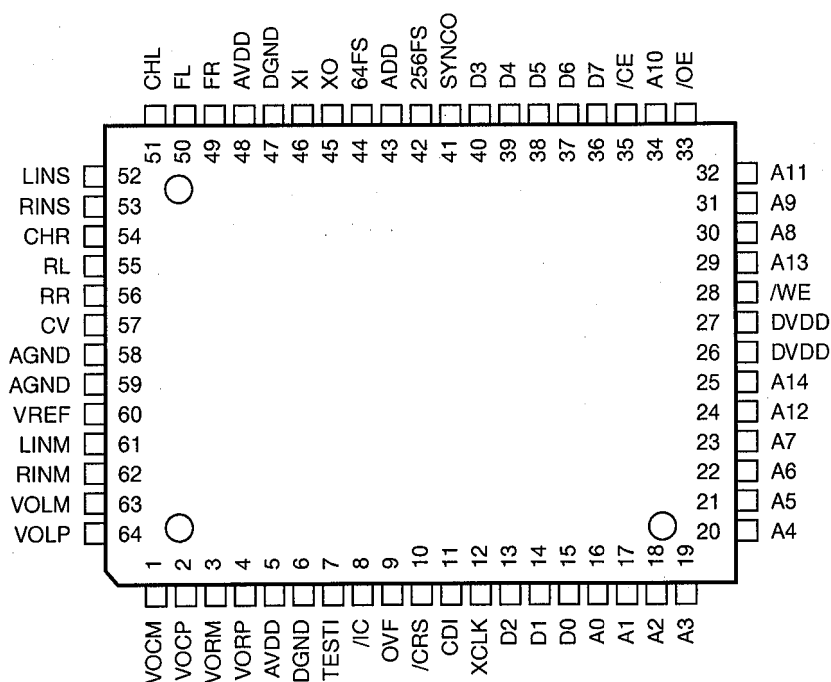 CHL FL FR AVDD DGND XI XO 64FS ADD 256FS SYNCO D3 D4 D5 D6 D7 /CE A10 /OE
51 50 49 48 47 46 45 44 43 42 41 40 39 38 37 36 35 34 33
LINS 52 32 A11
RINS 53 31 A9
CHR 54 30 A8
RL 55 29 A13
RR 56 28 /WE
CV 57 27 DVDD
AGND 58 26 DVDD
AGND 59 25 A14
VREF 60 24 A12
LINM 61 23 A7
RINM 62 22 A6
VOLM 63 21 A5
VOLP 64 20 A4
1 2 3 4 5 6 7 8 9 10 11 12 13 14 15 16 17 18 19
VOCM VOCP VORM VORP AVDD DGND TESTI /IC OVF /CRS CDI XCLK D2 D1 D0 A0 A1 A2 A3